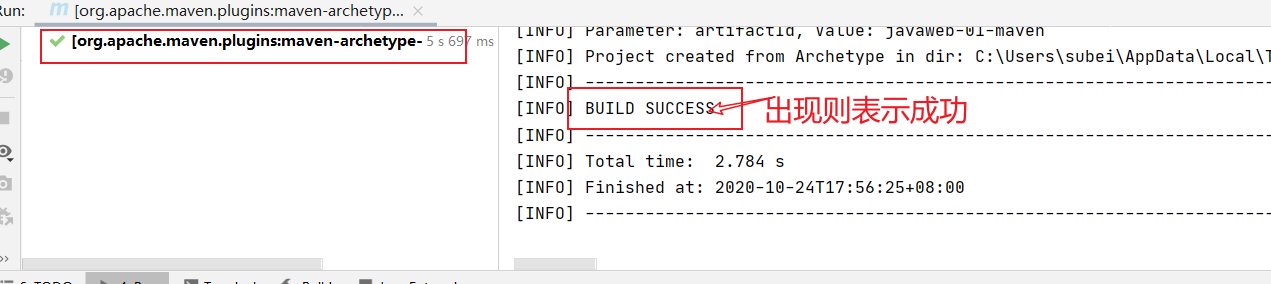 Run:
[org.apache.maven.plugins:maven-archetyp...
[org.apache.maven.plugins:maven-archetype- 5 s 697 ms
[INFO] Parameter: artifactId, Value: javaweb-01-maven
[INFO] Project created from Archetype in dir: C:\Users\subei\AppData\Local\T
[INFO] ------------------------------------------------------------------------
[INFO] BUILD SUCCESS
出现则表示成功
[INFO] ------------------------------------------------------------------------
[INFO] Total time:  2.784 s
[INFO] Finished at: 2020-10-24T17:56:25+08:00
[INFO] ------------------------------------------------------------------------